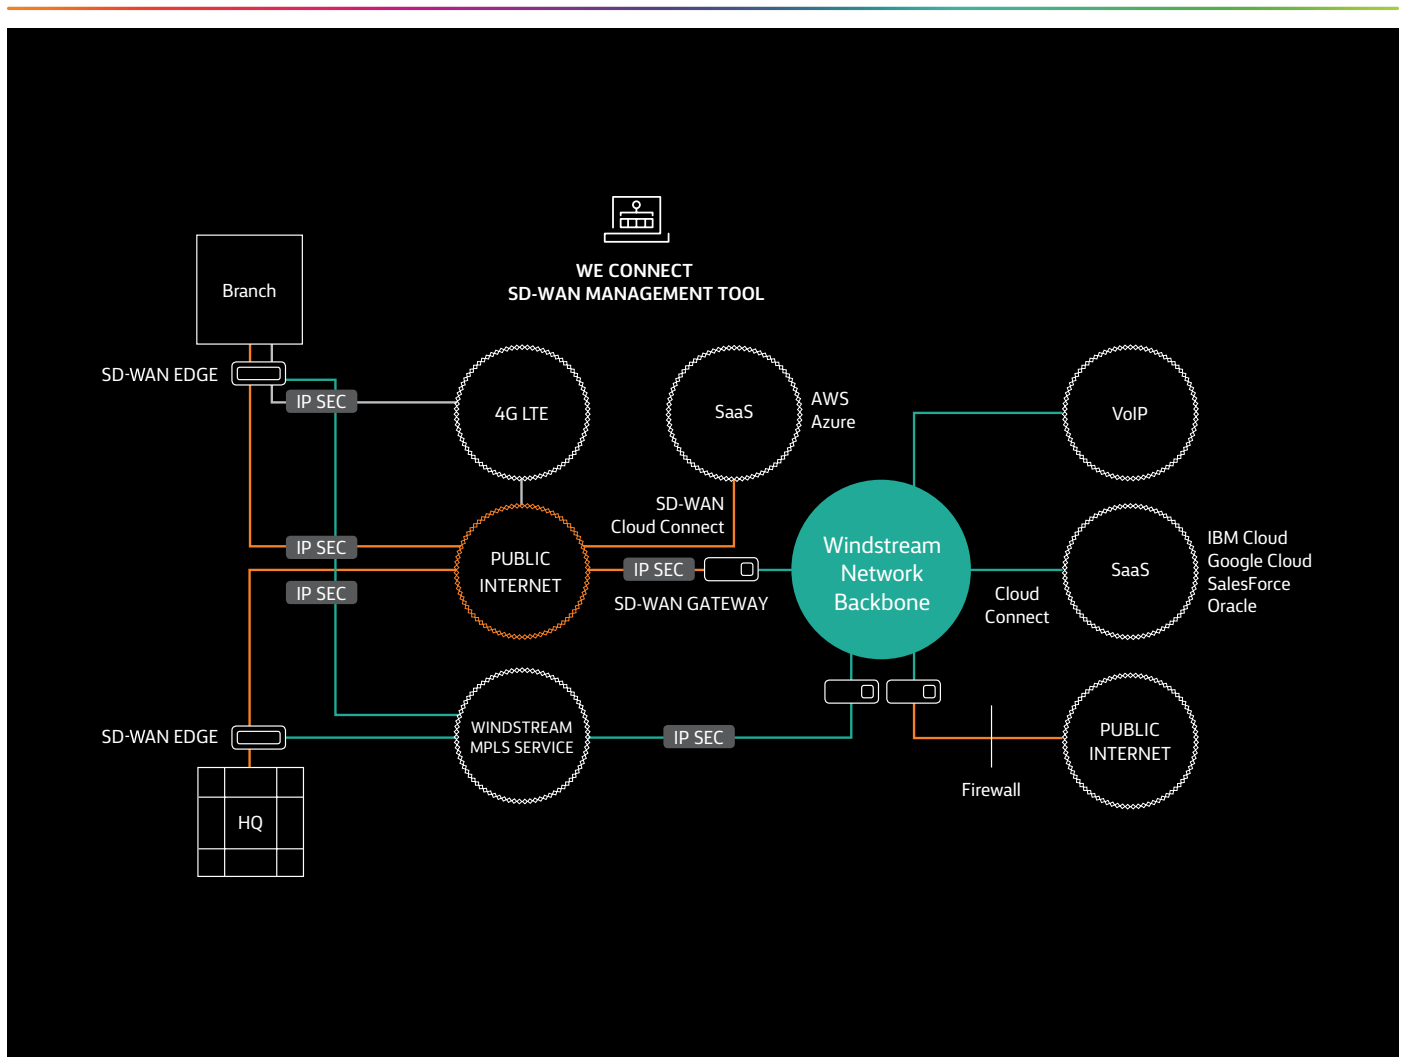 WE CONNECT
SD-WAN MANAGEMENT TOOL
Branch
SD-WAN EDGE
IP SEC
4G LTE
SaaS
AWS
Azure
VoIP
SD-WAN
Cloud Connect
IP SEC
IP SEC
PUBLIC
INTERNET
IP SEC
SD-WAN GATEWAY
Windstream
Network
Backbone
Cloud
Connect
SaaS
IBM Cloud
Google Cloud
SalesForce
Oracle
SD-WAN EDGE
WINDSTREAM
MPLS SERVICE
IP SEC
PUBLIC
INTERNET
Firewall
HQ